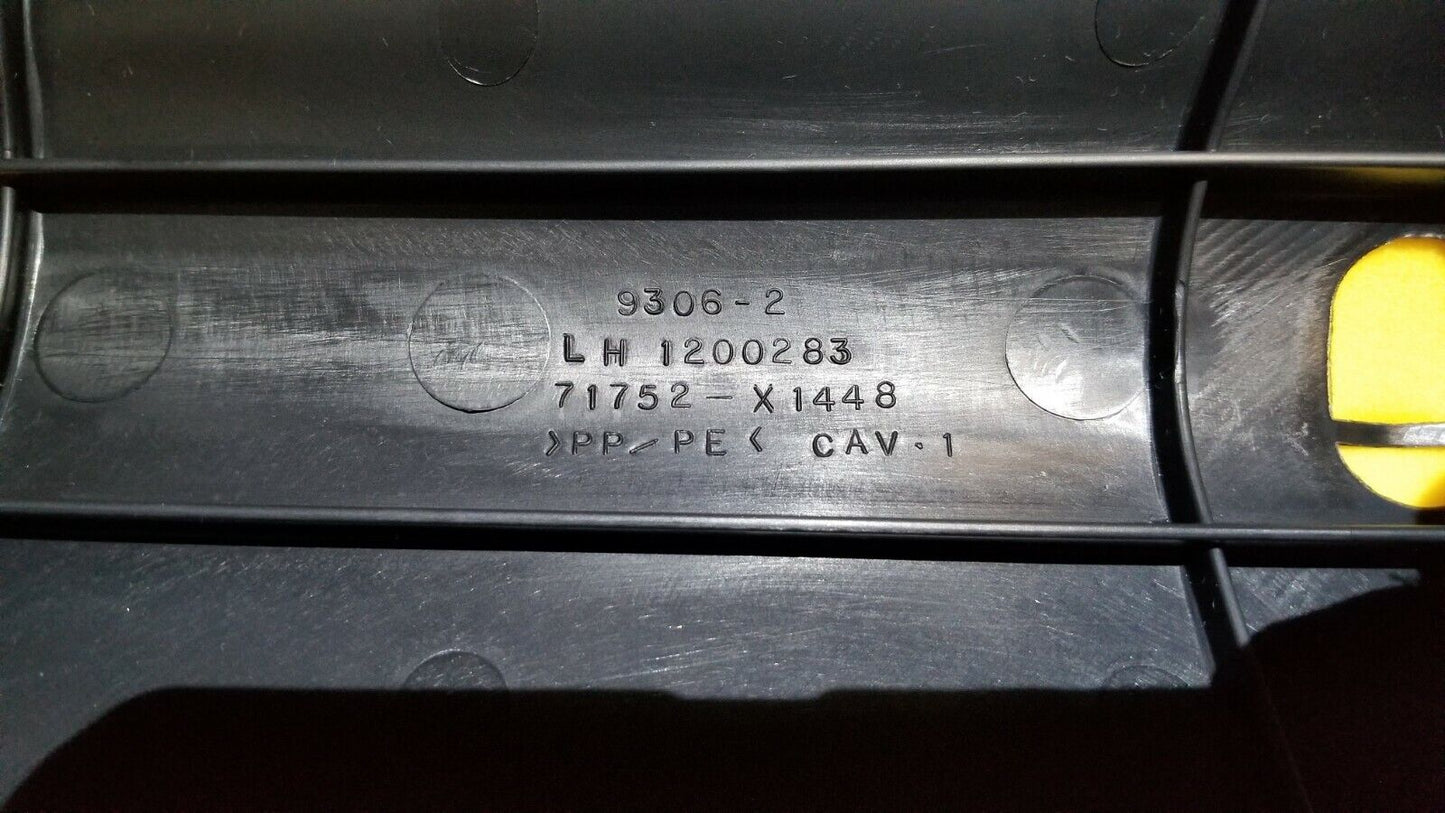 9306-2
LH 1200283
71752-X1448
>PP/PE< CAV.1